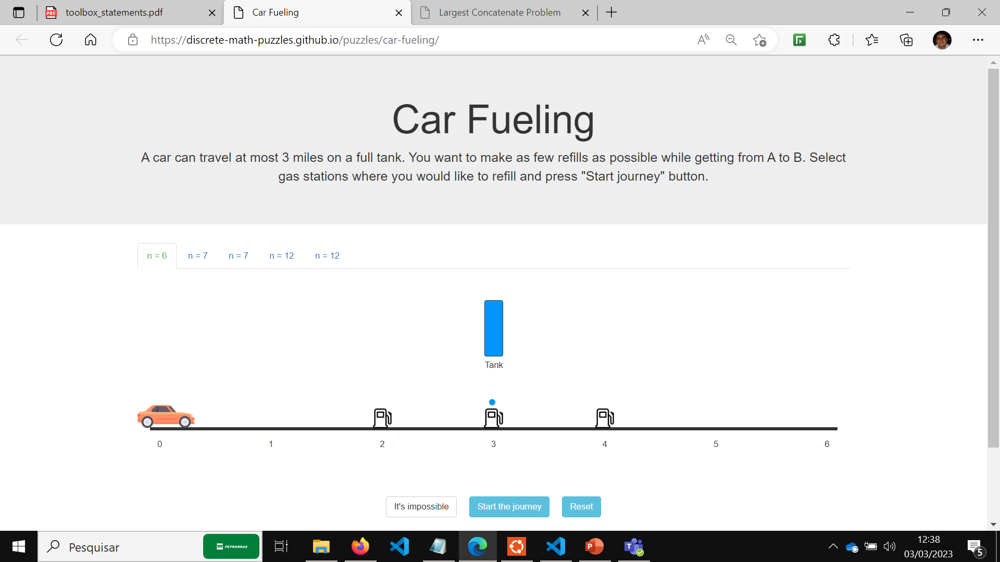 toolbox_statements.pdf
Car Fueling
Largest Concatenate Problem
https://discrete-math-puzzles.github.io/puzzles/car-fueling/
Car Fueling
A car can travel at most 3 miles on a full tank. You want to make as few refills as possible while getting from A to B. Select
gas stations where you would like to refill and press "Start journey" button.
n = 6
n = 7
n = 7
n = 12
n = 12
Tank
0 1 2 3 4 5 6
It's impossible
Start the journey
Reset
Pesquisar
BR PETROBRAS
12:38
03/03/2023
5